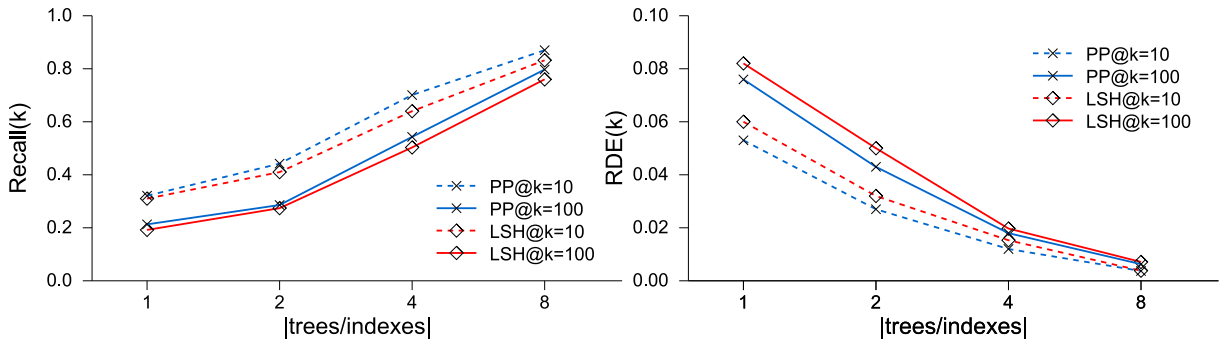 Recall(k)
1.0
0.8
0.6
0.4
0.2
0.0
1 2 4 8
|trees/indexes|
PP@k=10
PP@k=100
LSH@k=10
LSH@k=100
RDE(k)
0.10
0.08
0.06
0.04
0.02
0.00
1 2 4 8
|trees/indexes|
PP@k=10
PP@k=100
LSH@k=10
LSH@k=100